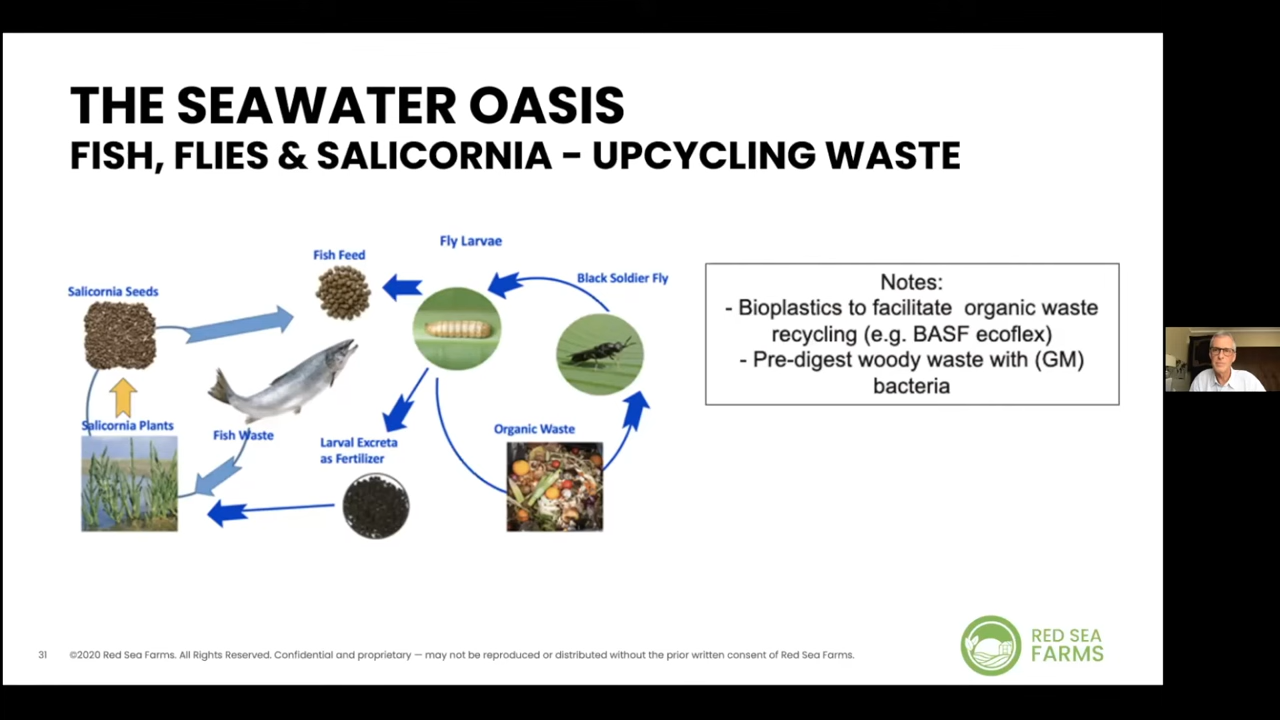 THE SEAWATER OASIS
FISH, FLIES & SALICORNIA – UPCYCLING WASTE
Fly Larvae
Fish Feed
Black Soldier Fly
Salicornia Seeds
Salicornia Plants
Fish Waste
Larval Excreta
as Fertilizer
Organic Waste
Notes:
- Bioplastics to facilitate organic waste
recycling (e.g. BASF ecoflex)
- Pre-digest woody waste with (GM)
bacteria
RED SEA
FARMS
31 ©2020 Red Sea Farms. All Rights Reserved. Confidential and proprietary — may not be reproduced or distributed without the prior written consent of Red Sea Farms.